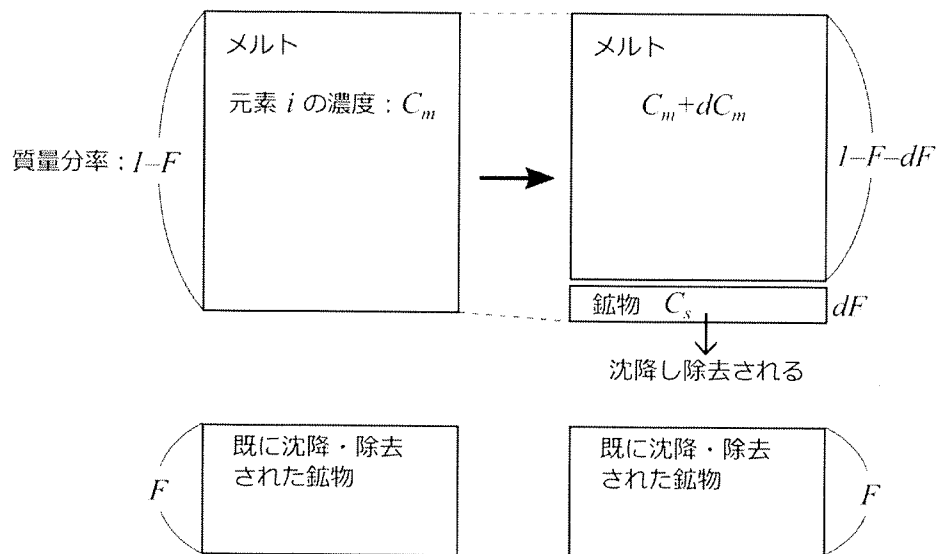 メルト
元素 i の濃度：Cm
質量分率：1−F
メルト
Cm+dCm
1−F−dF
鉱物 Cs
dF
沈降し除去される
既に沈降・除去
された鉱物
F
既に沈降・除去
された鉱物
F